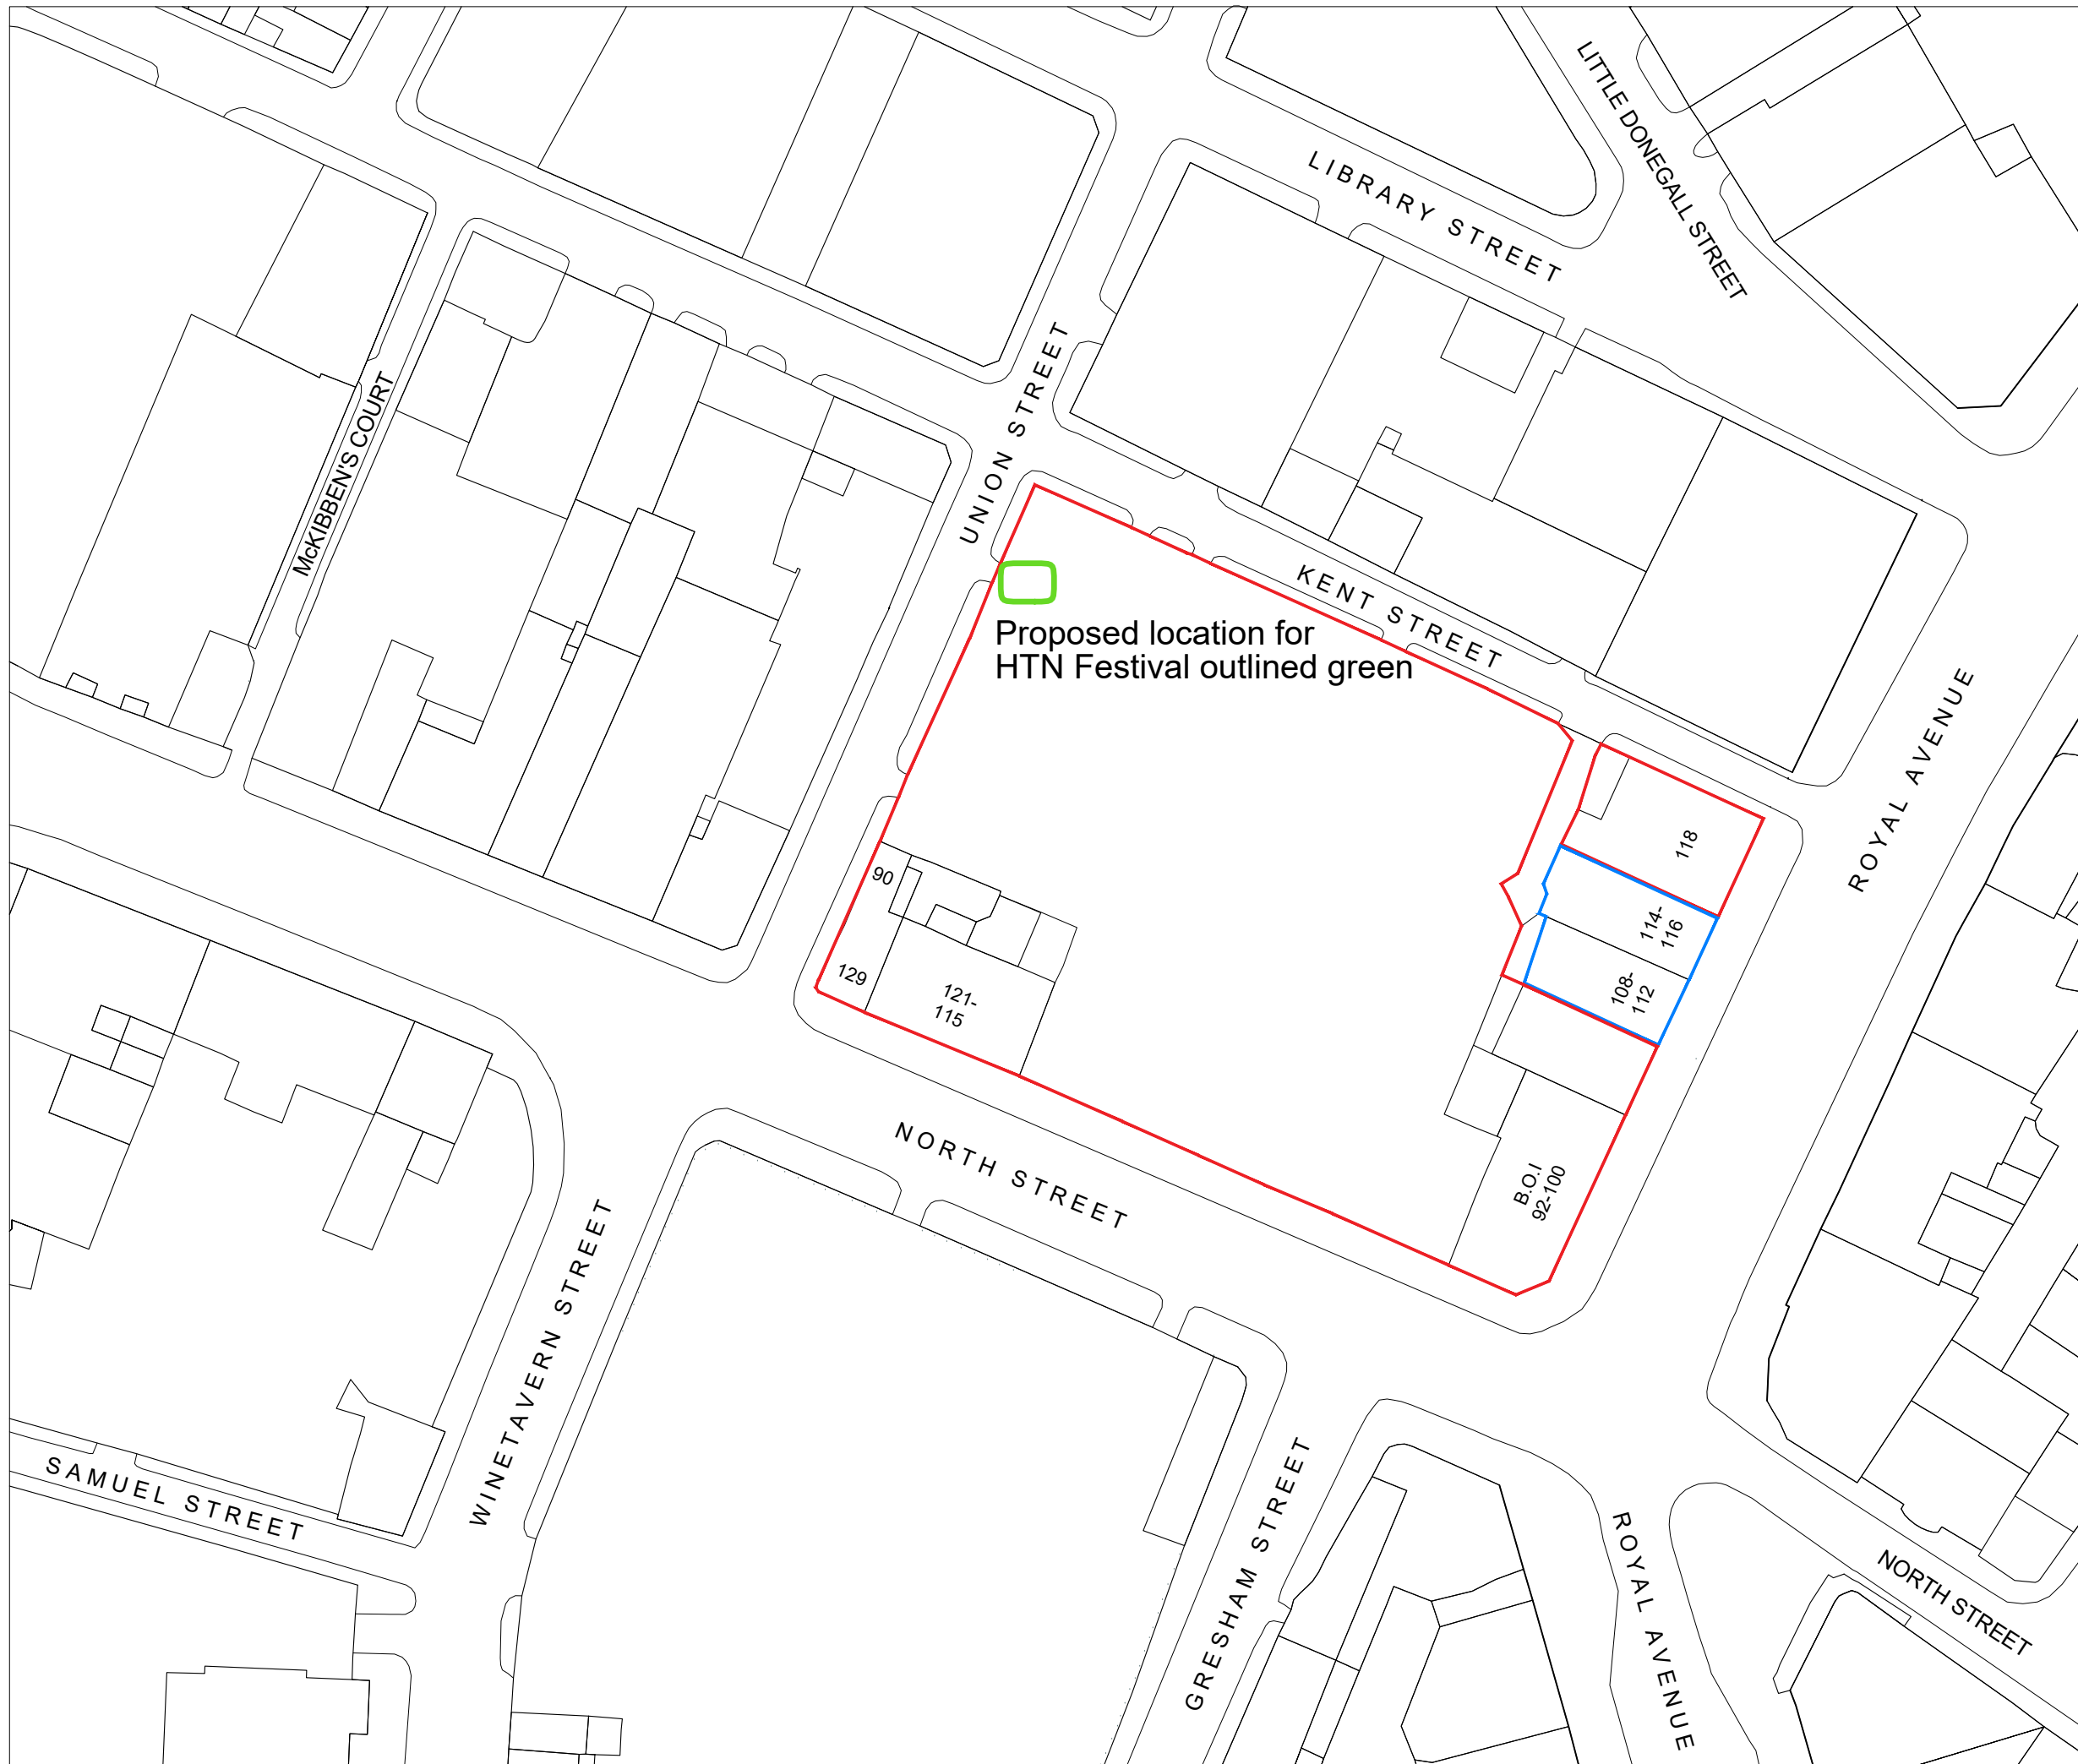 LITTLE DONEGALL STREET
LIBRARY STREET
UNION STREET
McKIBBEN'S COURT
KENT STREET
Proposed location for
HTN Festival outlined green
ROYAL AVENUE
118
114-
116
108-
112
90
129
121-
115
B.O.I
92-100
NORTH STREET
WINETAVERN STREET
SAMUEL STREET
GRESHAM STREET
ROYAL AVENUE
NORTH STREET